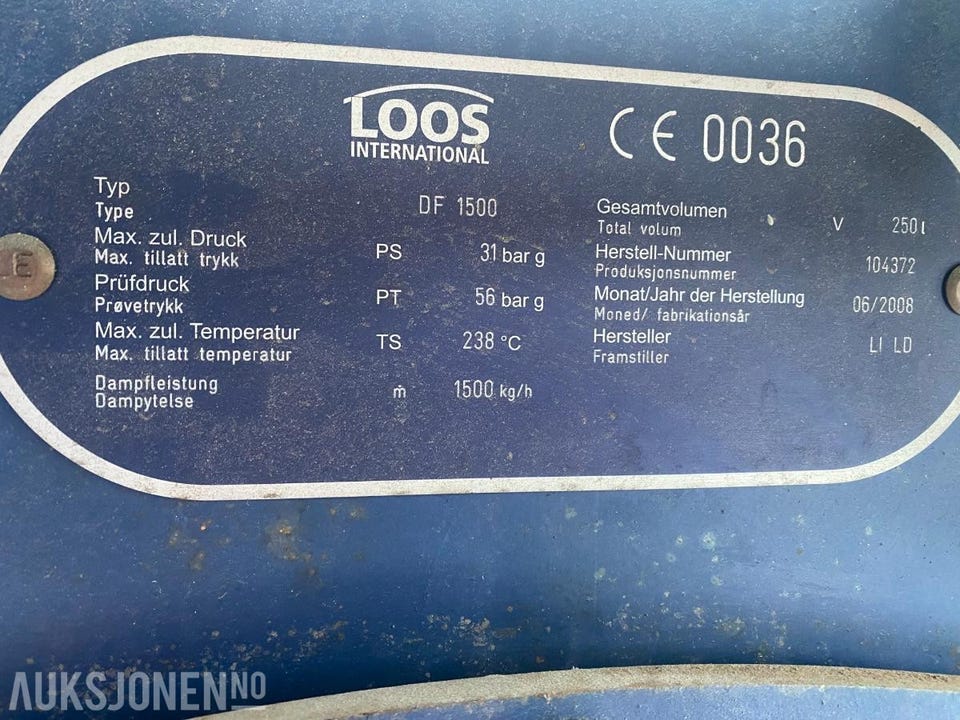 LOOS
INTERNATIONAL
CE 0036
Typ
Type
DF 1500
Max. zul. Druck
Max. tillatt trykk
PS 31 bar g
Prüfdruck
Prøvetrykk
PT 56 bar g
Max. zul. Temperatur
Max. tillatt temperatur
TS 238 °C
Dampfleistung
Dampytelse
ṁ 1500 kg/h
Gesamtvolumen
Total volum
V 250 l
Herstell-Nummer
Produksjonsnummer
104372
Monat/Jahr der Herstellung
Moned/ fabrikationsår
06/2008
Hersteller
Framstiller
LI LD
LE
AUKSJONEN NO